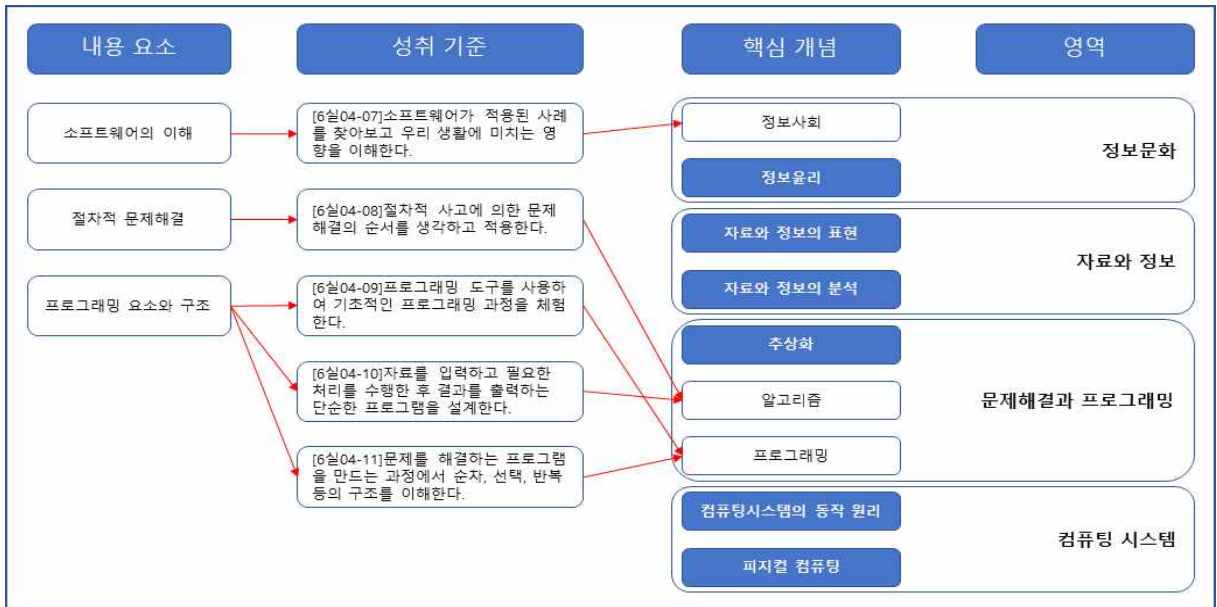 내용 요소
성취 기준
핵심 개념
영역
소프트웨어의 이해
[6실04-07]소프트웨어가 적용된 사례
를 찾아보고 우리 생활에 미치는 영
향을 이해한다.
정보사회
정보윤리
정보문화
절차적 문제해결
[6실04-08]절차적 사고에 의한 문제
해결의 순서를 생각하고 적용한다.
자료와 정보의 표현
자료와 정보의 분석
자료와 정보
프로그래밍 요소와 구조
[6실04-09]프로그래밍 도구를 사용하
여 기초적인 프로그래밍 과정을 체험
한다.
[6실04-10]자료를 입력하고 필요한
처리를 수행한 후 결과를 출력하는
단순한 프로그램을 설계한다.
[6실04-11]문제를 해결하는 프로그램
을 만드는 과정에서 순차, 선택, 반복
등의 구조를 이해한다.
추상화
알고리즘
프로그래밍
문제해결과 프로그래밍
컴퓨팅시스템의 동작 원리
피지컬 컴퓨팅
컴퓨팅 시스템